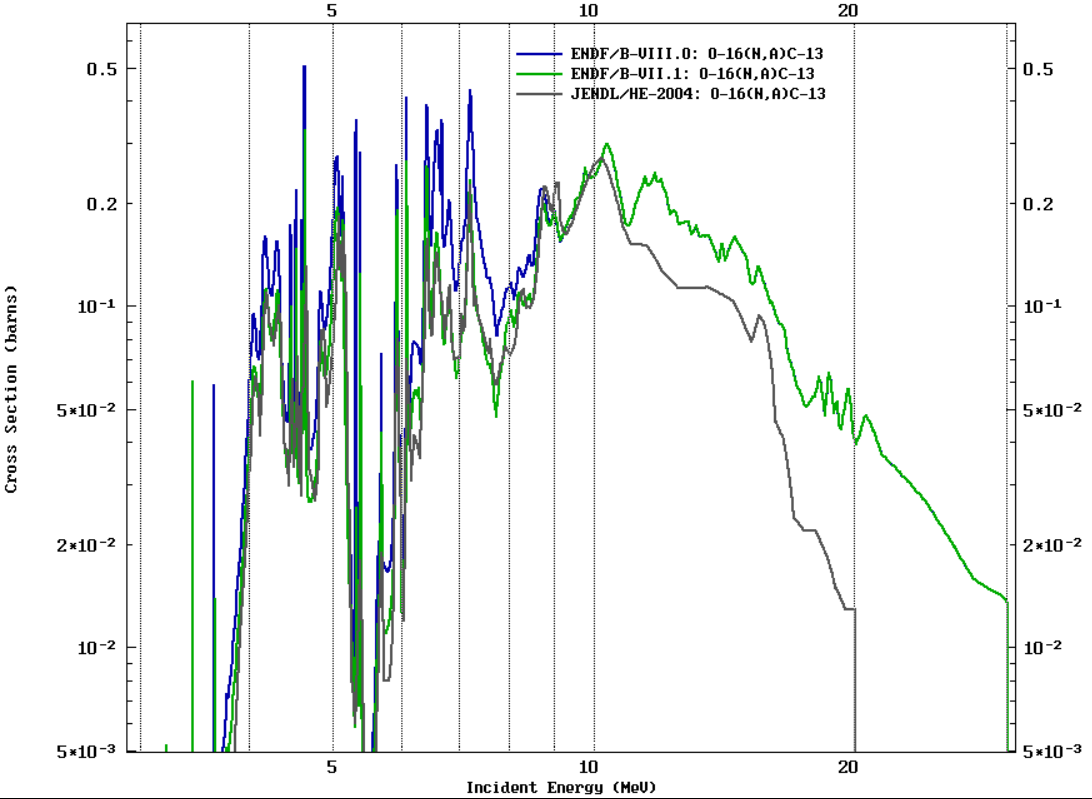 5 10 20
ENDF/B-VIII.0: O-16(N,A)C-13
ENDF/B-VII.1: O-16(N,A)C-13
JENDL/HE-2004: O-16(N,A)C-13
0.5 0.5
0.2 0.2
10⁻¹ 10⁻¹
5*10⁻² 5*10⁻²
2*10⁻² 2*10⁻²
10⁻² 10⁻²
5*10⁻³ 5*10⁻³
Cross Section (barns)
5 10 20
Incident Energy (MeV)